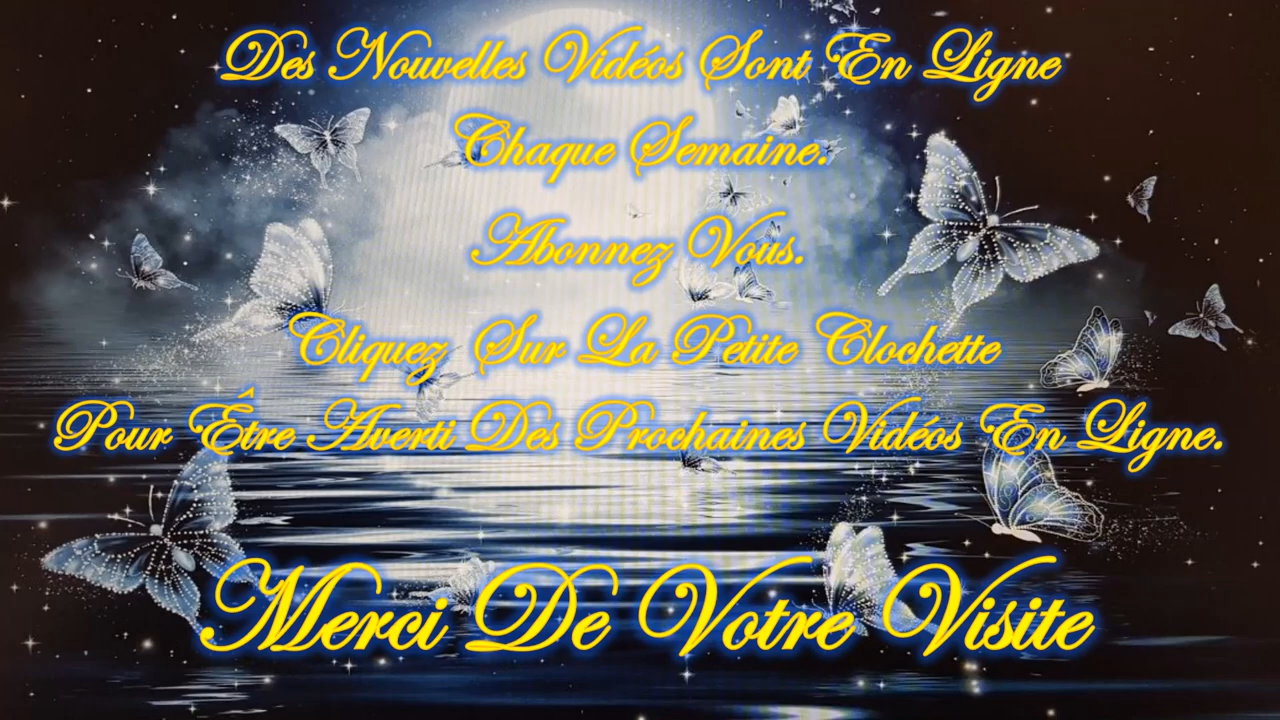 Des Nouvelles Vidéos Sont En Ligne
Chaque Semaine.
Abonnez Vous.
Cliquez Sur La Petite Clochette
Pour Être Averti Des Prochaines Vidéos En Ligne.
Merci De Votre Visite